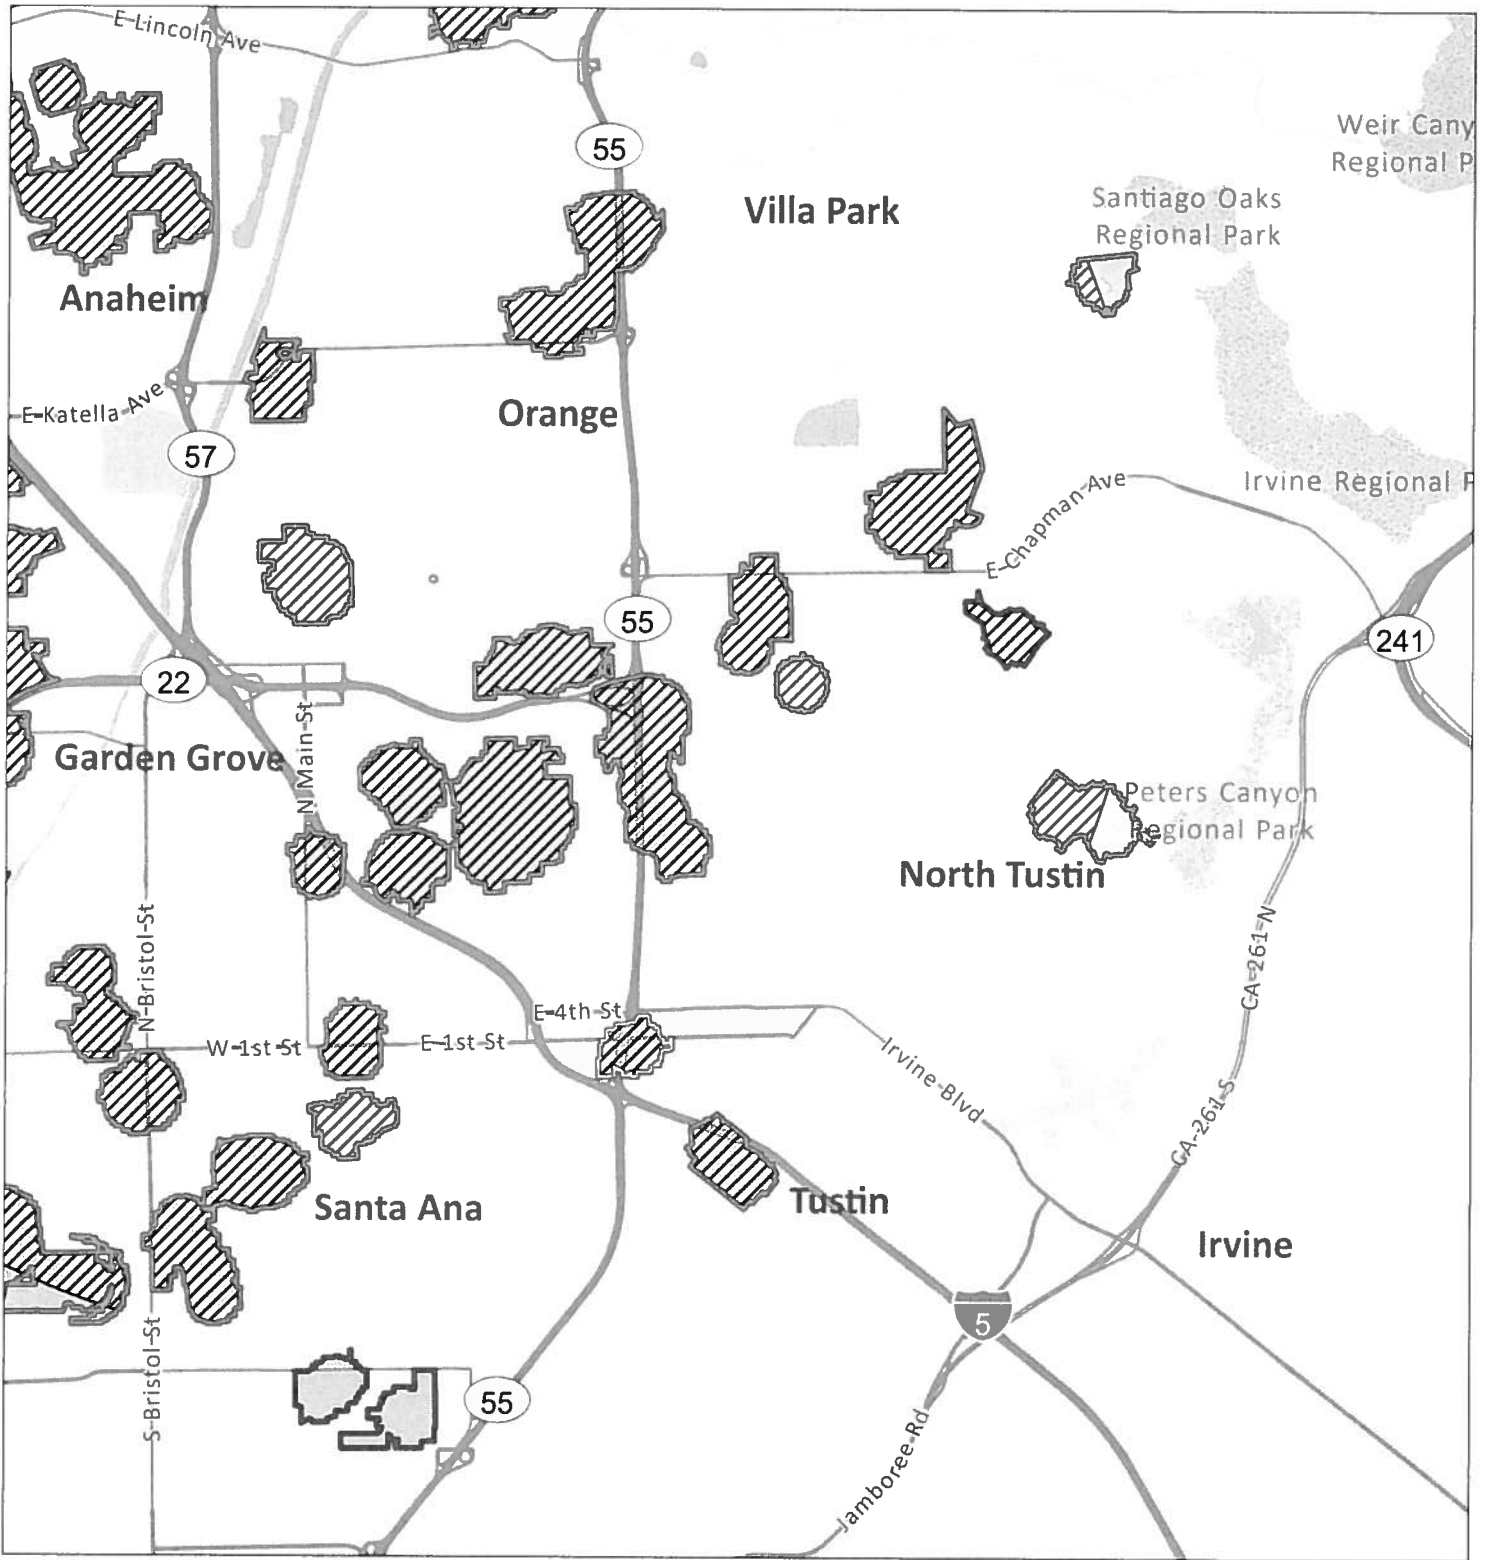 E Lincoln Ave
55
Weir Cany
Regional P
Villa Park
Santiago Oaks
Regional Park
Anaheim
E Katella Ave
Orange
57
Irvine Regional P
E Chapman Ave
55
241
22
N Main St
Garden Grove
Peters Canyon
Regional Park
North Tustin
N Bristol St
CA-261 N
E 4th St
W 1st St
E 1st St
Irvine Blvd
CA-261 S
Santa Ana
Tustin
Irvine
5
S Bristol St
55
Jamboree Rd